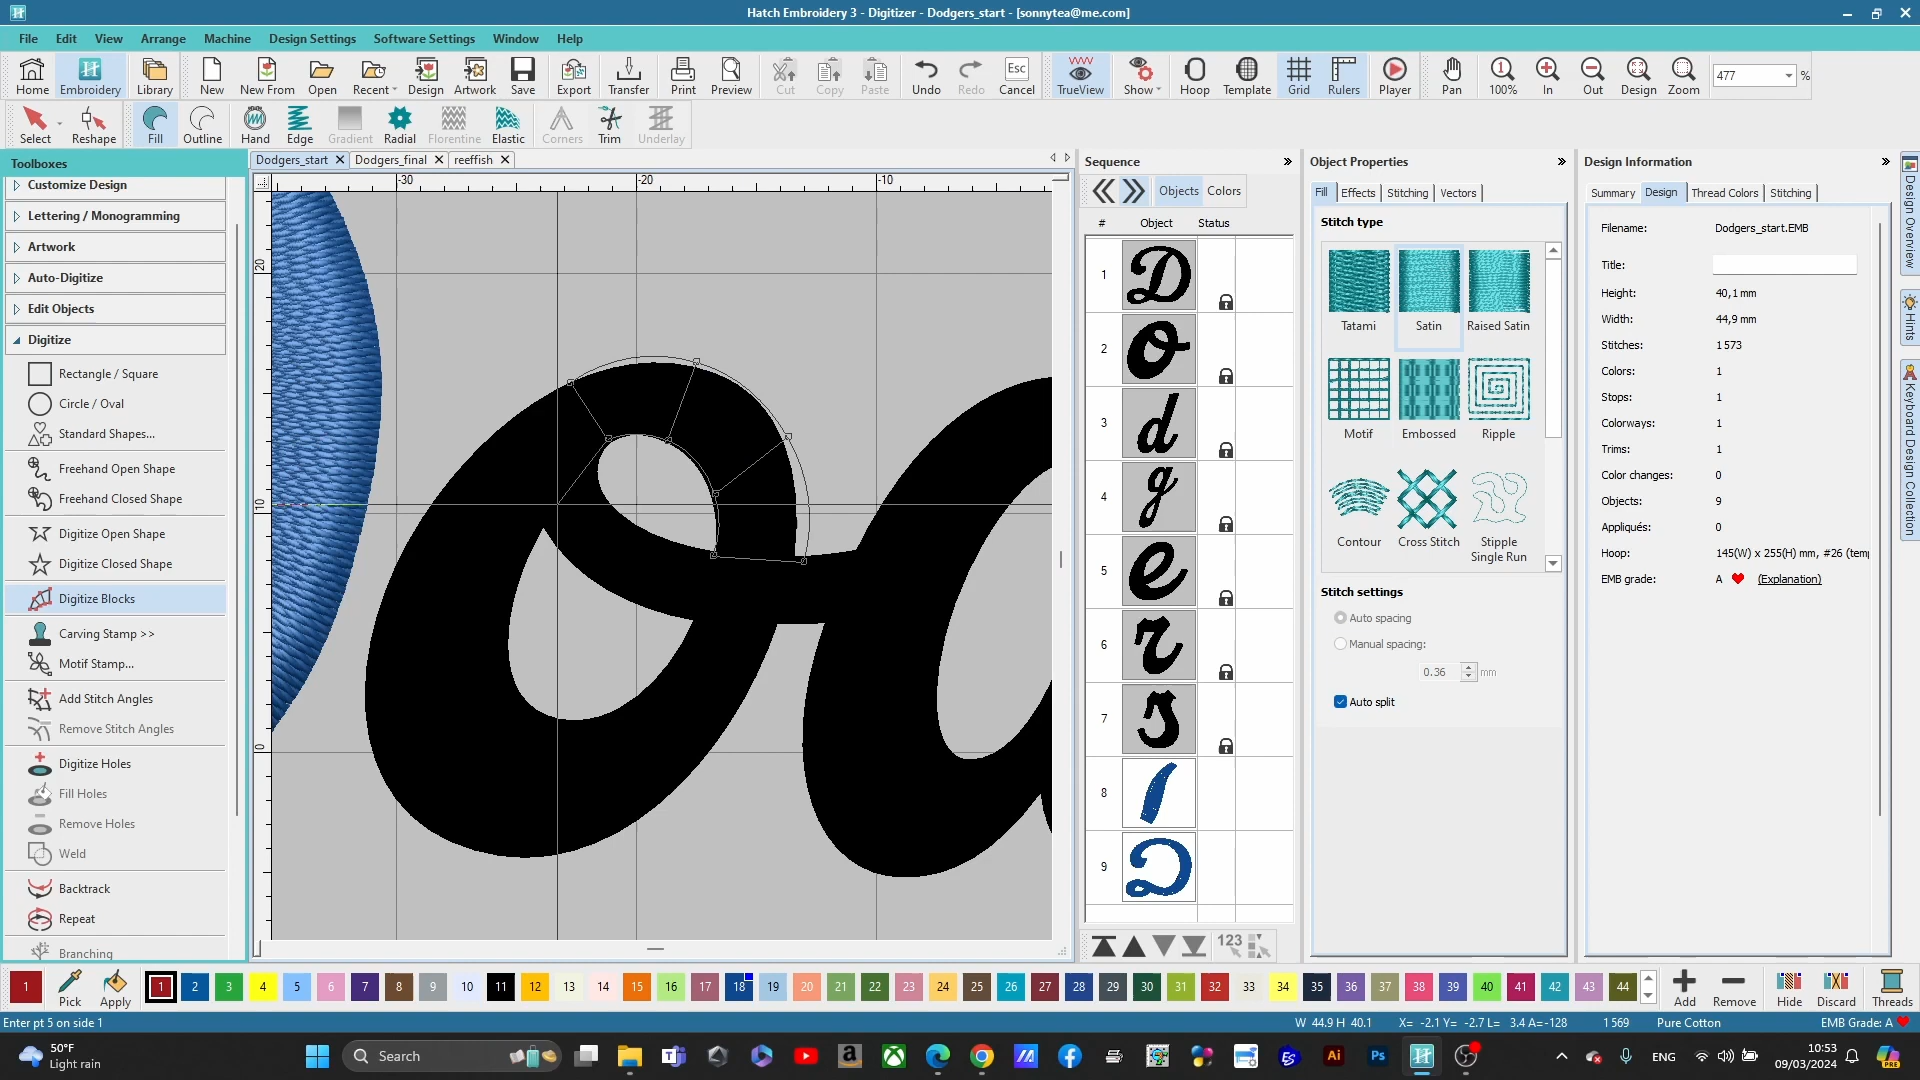 Hatch Embroidery 3 - Digitizer - Dodgers_start - [sonnytea@me.com]
File Edit View Arrange Machine Design Settings Software Settings Window Help
Home Embroidery Library New New From Open Recent Design Artwork Save Export Transfer Print Preview Cut Copy Paste Undo Redo Esc Cancel TrueView Show Hoop Template Grid Rulers Player Pan 1 100% In Out Design Zoom 477 %
Select Reshape Fill Outline Hand Edge Gradient Radial Florentine Elastic Corners Trim Underlay
Toolboxes
Customize Design
Lettering / Monogramming
Artwork
Auto-Digitize
Edit Objects
Digitize
Rectangle / Square
Circle / Oval
Standard Shapes...
Freehand Open Shape
Freehand Closed Shape
Digitize Open Shape
Digitize Closed Shape
Digitize Blocks
Carving Stamp >>
Motif Stamp...
Add Stitch Angles
Remove Stitch Angles
Digitize Holes
Fill Holes
Remove Holes
Weld
Backtrack
Repeat
Branching
Dodgers_start Dodgers_final reeffish
-30 -20 -10
20
10
0
Sequence
Objects Colors
# Object Status
1 D
2 o
3 d
4 g
5 e
6 r
7 s
8
9
123
Object Properties
Fill Effects Stitching Vectors
Stitch type
Tatami Satin Raised Satin
Motif Embossed Ripple
Contour Cross Stitch Stipple Single Run
Stitch settings
Auto spacing
Manual spacing:
0.36 mm
Auto split
Design Information
Summary Design Thread Colors Stitching
Filename: Dodgers_start.EMB
Title:
Height: 40,1 mm
Width: 44,9 mm
Stitches: 1 573
Colors: 1
Stops: 1
Colorways: 1
Trims: 1
Color changes: 0
Objects: 9
Appliqués: 0
Hoop: 145(W) x 255(H) mm, #26 (tem
EMB grade: A (Explanation)
Design Overview
Hints
Keyboard Design Collection
1 Pick Apply 1 2 3 4 5 6 7 8 9 10 11 12 13 14 15 16 17 18 19 20 21 22 23 24 25 26 27 28 29 30 31 32 33 34 35 36 37 38 39 40 41 42 43 44 Add Remove Hide Discard Threads
Enter pt 5 on side 1 W 44.9 H 40.1 X= -2.1 Y= -2.7 L= 3.4 A=-128 1 569 Pure Cotton EMB Grade: A
50°F
Light rain
Search
Ai Ps
ENG
10:53
09/03/2024
PRE